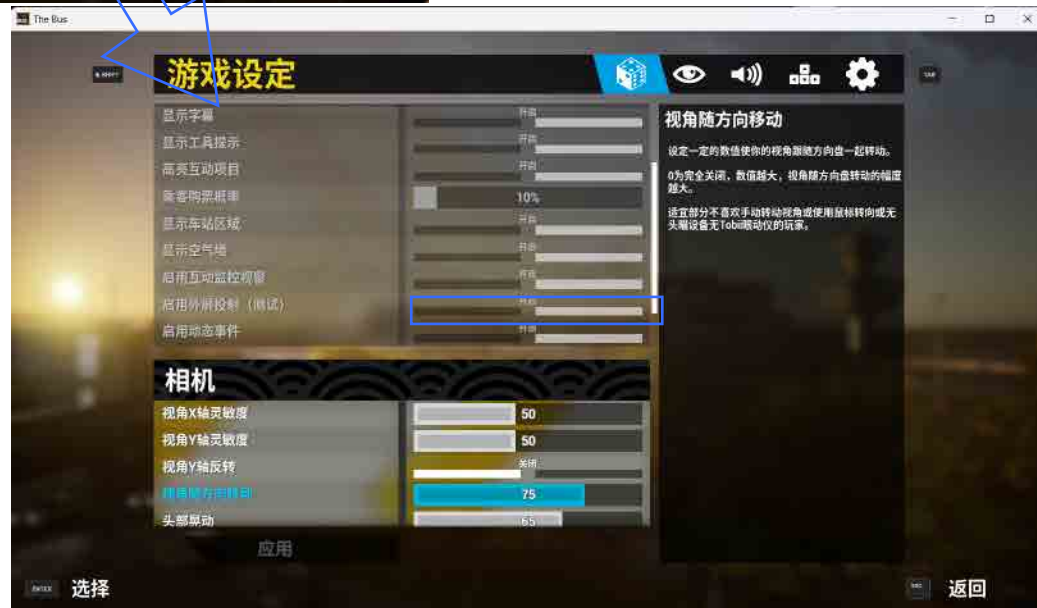 The Bus
SHIFT
游戏设定
TAB
显示字幕 开启
显示工具提示 开启
高亮互动项目 开启
乘客购票概率 10%
显示车站区域 开启
显示空气墙 开启
启用互动监控视窗 开启
启用外屏投射（测试） 开启
启用动态事件 开启
相机
视角X轴灵敏度 50
视角Y轴灵敏度 50
视角Y轴反转 关闭
视角随方向移动 75
头部晃动 65
应用
视角随方向移动
设定一定的数值使你的视角跟随方向盘一起转动。
0为完全关闭，数值越大，视角随方向盘转动的幅度
越大。
适宜部分不喜欢手动转动视角或使用鼠标转向或无
头瞄设备无Tobii眼动仪的玩家。
ENTER 选择
ESC 返回